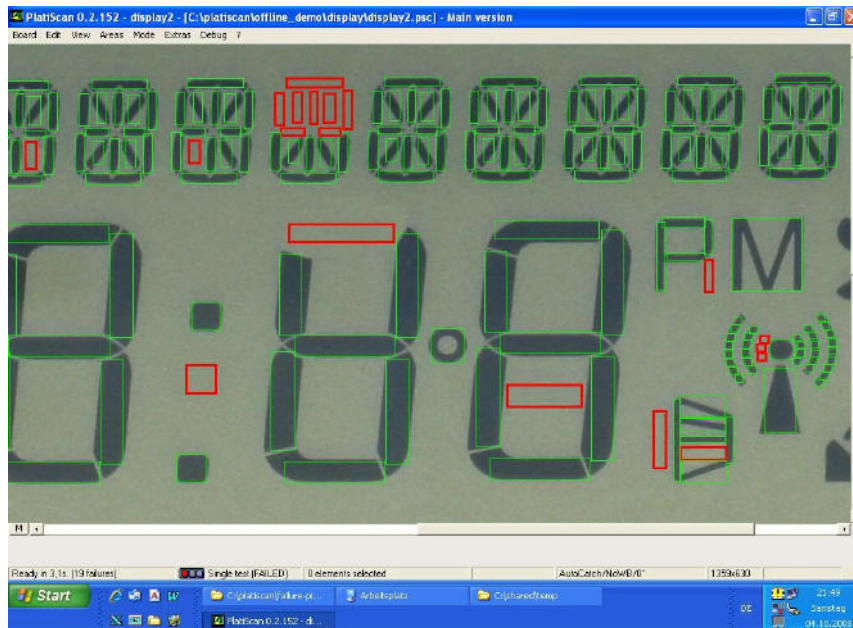 PlatiScan 0.2.152 - display2 - [C:\platiscan\offline_demo\display\display2.psc] - Main version
Board Edit View Areas Mode Extras Debug ?
PM
M
Ready in 3,1s. (19 failures) Single test (FAILED) 0 elements selected AutoCatch/NoWB/0° 1359x630
Start W C:\platiscan\failure-pi... Arbeitsplatz C:\shared\temp DE 21:49
PlatiScan 0.2.152 - di... Samstag
04.10.2008